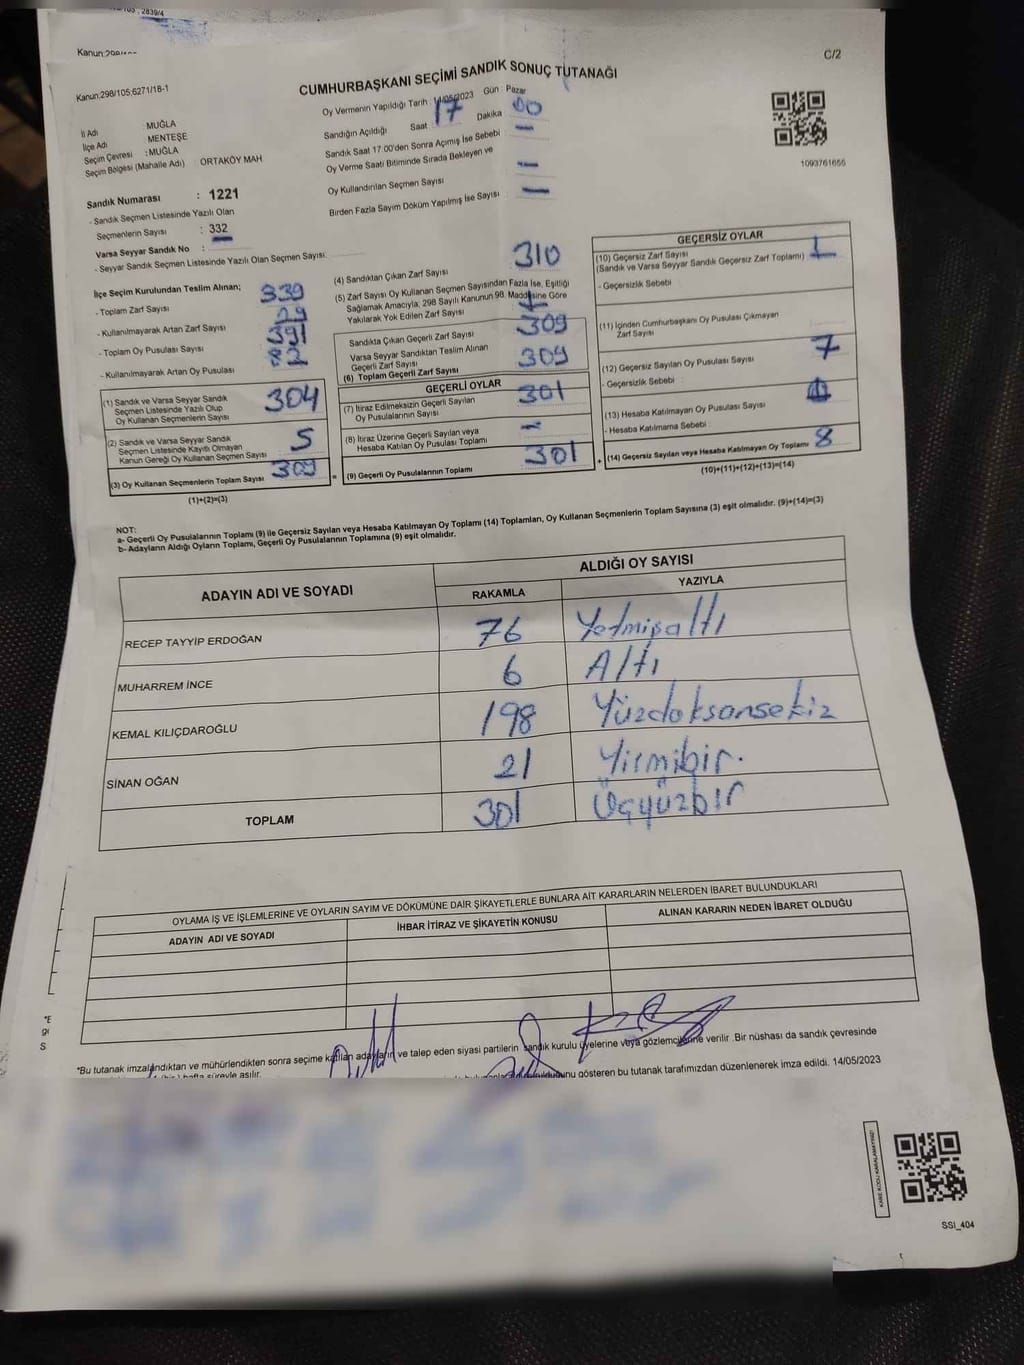 C/2
Kanun;298/105;6271/18-1
CUMHURBAŞKANI SEÇİMİ SANDIK SONUÇ TUTANAĞI
Oy Vermenin Yapıldığı Tarih : 14/05/2023 Gün : Pazar
İl Adı : MUĞLA
İlçe Adı : MENTEŞE
Seçim Çevresi : MUĞLA
Seçim Bölgesi (Mahalle Adı) ORTAKÖY MAH.
Sandığın Açıldığı Saat 17 Dakika 00
Sandık Saat 17:00'den Sonra Açımış İse Sebebi : -
Oy Verme Saati Bitiminde Sırada Bekleyen ve
Oy Kullandırılan Seçmen Sayısı -
Birden Fazla Sayım Döküm Yapılmış İse Sayısı -
1093761656
Sandık Numarası : 1221
- Sandık Seçmen Listesinde Yazılı Olan
Seçmenlerin Sayısı : 332
Varsa Seyyar Sandık No :
- Seyyar Sandık Seçmen Listesinde Yazılı Olan Seçmen Sayısı:
İlçe Seçim Kurulundan Teslim Alınan;
- Toplam Zarf Sayısı 339
- Kullanılmayarak Artan Zarf Sayısı
- Toplam Oy Pusulası Sayısı 391
- Kullanılmayarak Artan Oy Pusulası 82
(1) Sandık ve Varsa Seyyar Sandık
Seçmen Listesinde Yazılı Olup
Oy Kullanan Seçmenlerin Sayısı 304
(2) Sandık ve Varsa Seyyar Sandık
Seçmen Listesinde Kayıtlı Olmayan
Kanun Gereği Oy Kullanan Seçmen Sayısı 5
(3) Oy Kullanan Seçmenlerin Toplam Sayısı 309
(1)+(2)=(3)
(4) Sandıktan Çıkan Zarf Sayısı 310
(5) Zarf Sayısı Oy Kullanan Seçmen Sayısından Fazla İse, Eşitliği
Sağlamak Amacıyla, 298 Sayılı Kanunun 98. Maddesine Göre
Yakılarak Yok Edilen Zarf Sayısı 1
Sandıkta Çıkan Geçerli Zarf Sayısı 309
Varsa Seyyar Sandıktan Teslim Alınan
Geçerli Zarf Sayısı
(6) Toplam Geçerli Zarf Sayısı 309
GEÇERLİ OYLAR
(7) İtiraz Edilmeksizin Geçerli Sayılan
Oy Pusulalarının Sayısı 301
(8) İtiraz Üzerine Geçerli Sayılan veya
Hesaba Katılan Oy Pusulası Toplamı -
= (9) Geçerli Oy Pusulalarının Toplamı 301
GEÇERSİZ OYLAR
(10) Geçersiz Zarf Sayısı 1
(Sandık ve Varsa Seyyar Sandık Geçersiz Zarf Toplamı)
- Geçersizlik Sebebi
(11) İçinden Cumhurbaşkanı Oy Pusulası Çıkmayan
Zarf Sayısı
(12) Geçersiz Sayılan Oy Pusulası Sayısı 7
- Geçersizlik Sebebi
(13) Hesaba Katılmayan Oy Pusulası Sayısı
- Hesaba Katılmama Sebebi
+ (14) Geçersiz Sayılan veya Hesaba Katılmayan Oy Toplamı 8
(10)+(11)+(12)+(13)=(14)
NOT:
a- Geçerli Oy Pusulalarının Toplamı (9) ile Geçersiz Sayılan veya Hesaba Katılmayan Oy Toplamı (14) Toplamları, Oy Kullanan Seçmenlerin Toplam Sayısına (3) eşit olmalıdır. (9)+(14)=(3)
b- Adayların Aldığı Oyların Toplamı, Geçerli Oy Pusulalarının Toplamına (9) eşit olmalıdır.
ADAYIN ADI VE SOYADI ALDIĞI OY SAYISI
RAKAMLA YAZIYLA
RECEP TAYYİP ERDOĞAN 76 Yetmişaltı
MUHARREM İNCE 6 Altı
KEMAL KILIÇDAROĞLU 198 Yüzdoksansekiz
SİNAN OĞAN 21 Yirmibir.
TOPLAM 301 Üçyüzbir
OYLAMA İŞ VE İŞLEMLERİNE VE OYLARIN SAYIM VE DÖKÜMÜNE DAİR ŞİKAYETLERLE BUNLARA AİT KARARLARIN NELERDEN İBARET BULUNDUKLARI
ADAYIN ADI VE SOYADI İHBAR İTİRAZ VE ŞİKAYETİN KONUSU ALINAN KARARIN NEDEN İBARET OLDUĞU
*Bu tutanak imzalandıktan ve mühürlendikten sonra seçime katılan adayların ve talep eden siyasi partilerin sandık kurulu üyelerine veya gözlemcilerine verilir .Bir nüshası da sandık çevresinde
hafta süreyle asılır. gösteren bu tutanak tarafımızdan düzenlenerek imza edildi. 14/05/2023
KARE KODU KARALAMAYINIZ!
SSİ_404